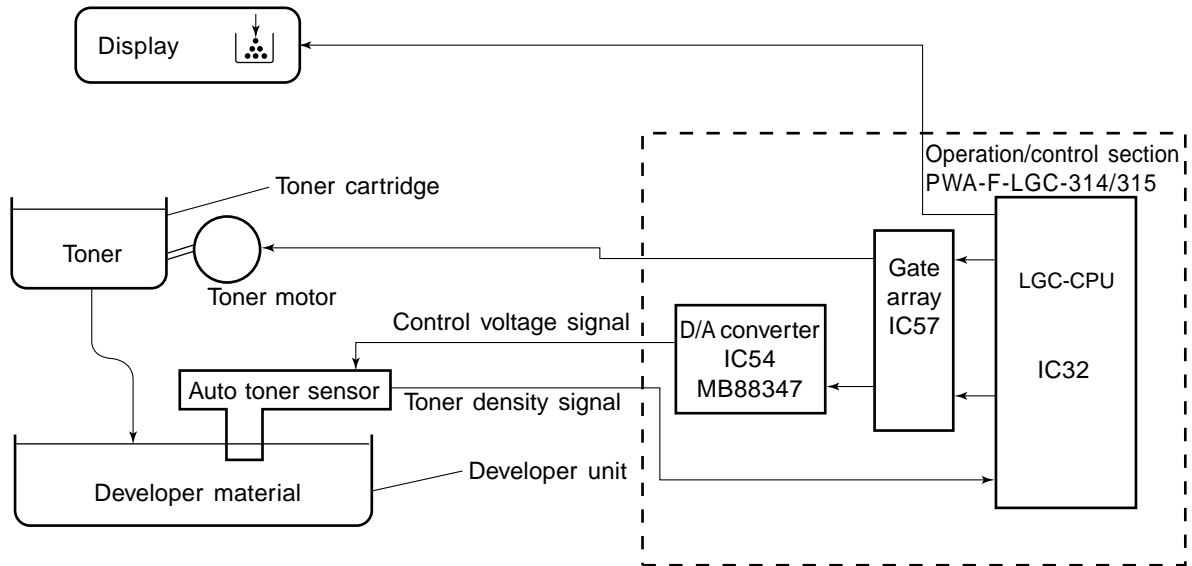 Display
Operation/control section
PWA-F-LGC-314/315
Toner cartridge
Toner
Toner motor
Gate
array
IC57
LGC-CPU
IC32
Control voltage signal
D/A converter
IC54
MB88347
Auto toner sensor
Toner density signal
Developer unit
Developer material